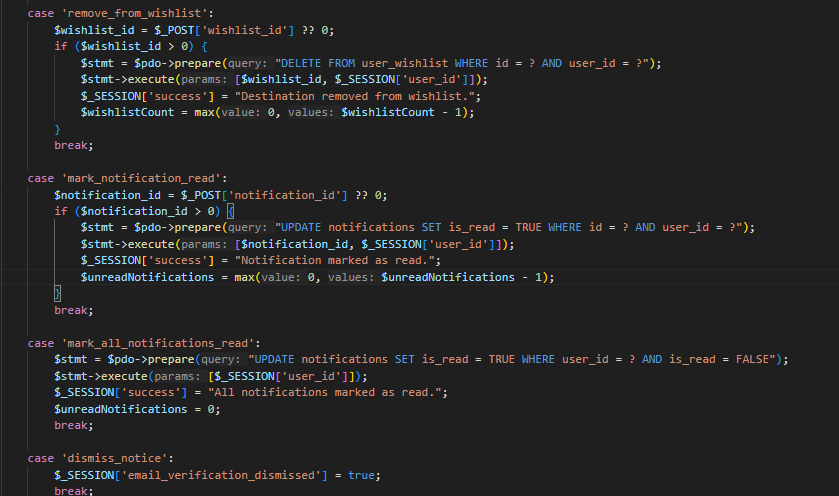 case 'remove_from_wishlist':
$wishlist_id = $_POST['wishlist_id'] ?? 0;
if ($wishlist_id > 0) {
$stmt = $pdo->prepare(query: "DELETE FROM user_wishlist WHERE id = ? AND user_id = ?");
$stmt->execute(params: [$wishlist_id, $_SESSION['user_id']]);
$_SESSION['success'] = "Destination removed from wishlist.";
$wishlistCount = max(value: 0, values: $wishlistCount - 1);
}
break;
case 'mark_notification_read':
$notification_id = $_POST['notification_id'] ?? 0;
if ($notification_id > 0) {
$stmt = $pdo->prepare(query: "UPDATE notifications SET is_read = TRUE WHERE id = ? AND user_id = ?");
$stmt->execute(params: [$notification_id, $_SESSION['user_id']]);
$_SESSION['success'] = "Notification marked as read.";
$unreadNotifications = max(value: 0, values: $unreadNotifications - 1);
}
break;
case 'mark_all_notifications_read':
$stmt = $pdo->prepare(query: "UPDATE notifications SET is_read = TRUE WHERE user_id = ? AND is_read = FALSE");
$stmt->execute(params: [$_SESSION['user_id']]);
$_SESSION['success'] = "All notifications marked as read.";
$unreadNotifications = 0;
break;
case 'dismiss_notice':
$_SESSION['email_verification_dismissed'] = true;
break;